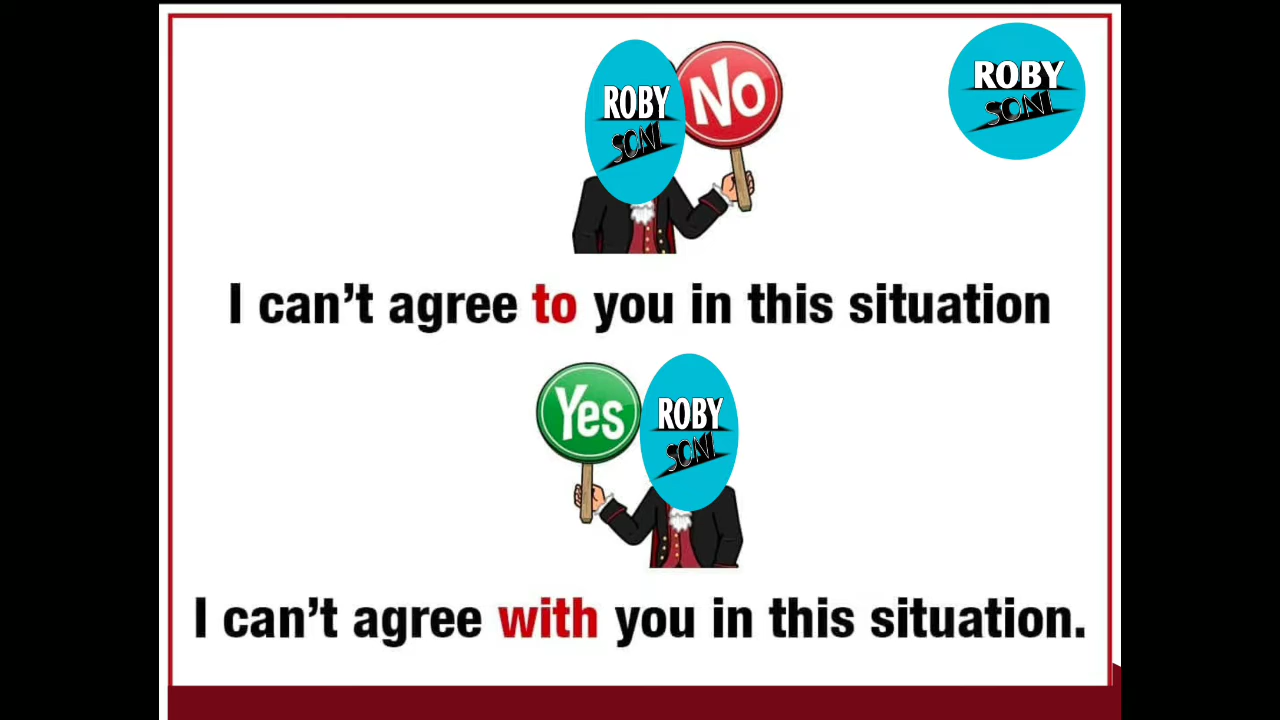 ROBY
SONI
No
ROBY
SONI
I can’t agree to you in this situation
Yes
ROBY
SONI
I can’t agree with you in this situation.